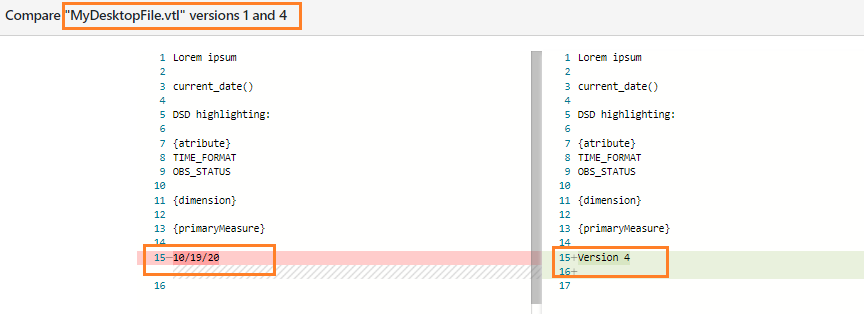 Compare "MyDesktopFile.vtl" versions 1 and 4
1 Lorem ipsum
2
3 current_date()
4
5 DSD highlighting:
6
7 {atribute}
8 TIME_FORMAT
9 OBS_STATUS
10
11 {dimension}
12
13 {primaryMeasure}
14
15-10/19/20
16
1 Lorem ipsum
2
3 current_date()
4
5 DSD highlighting:
6
7 {atribute}
8 TIME_FORMAT
9 OBS_STATUS
10
11 {dimension}
12
13 {primaryMeasure}
14
15+Version 4
16+
17